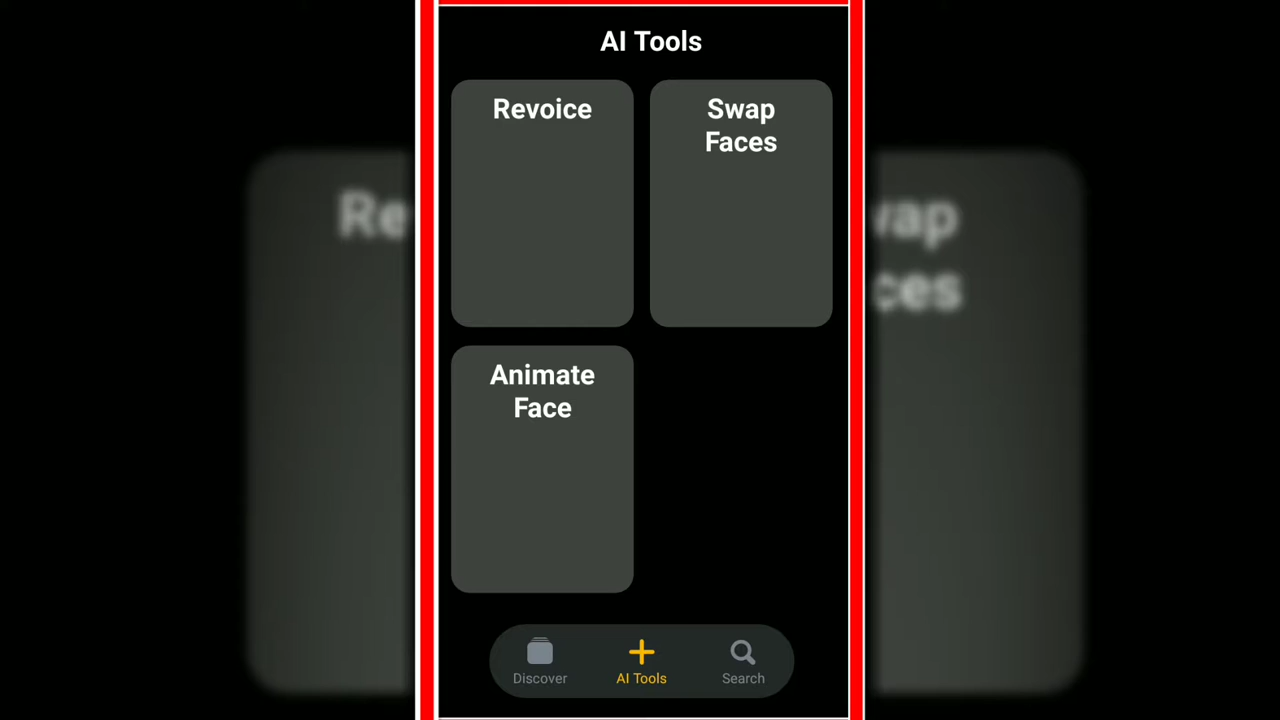 AI Tools
Revoice
Swap
Faces
Animate
Face
Discover
AI Tools
Search